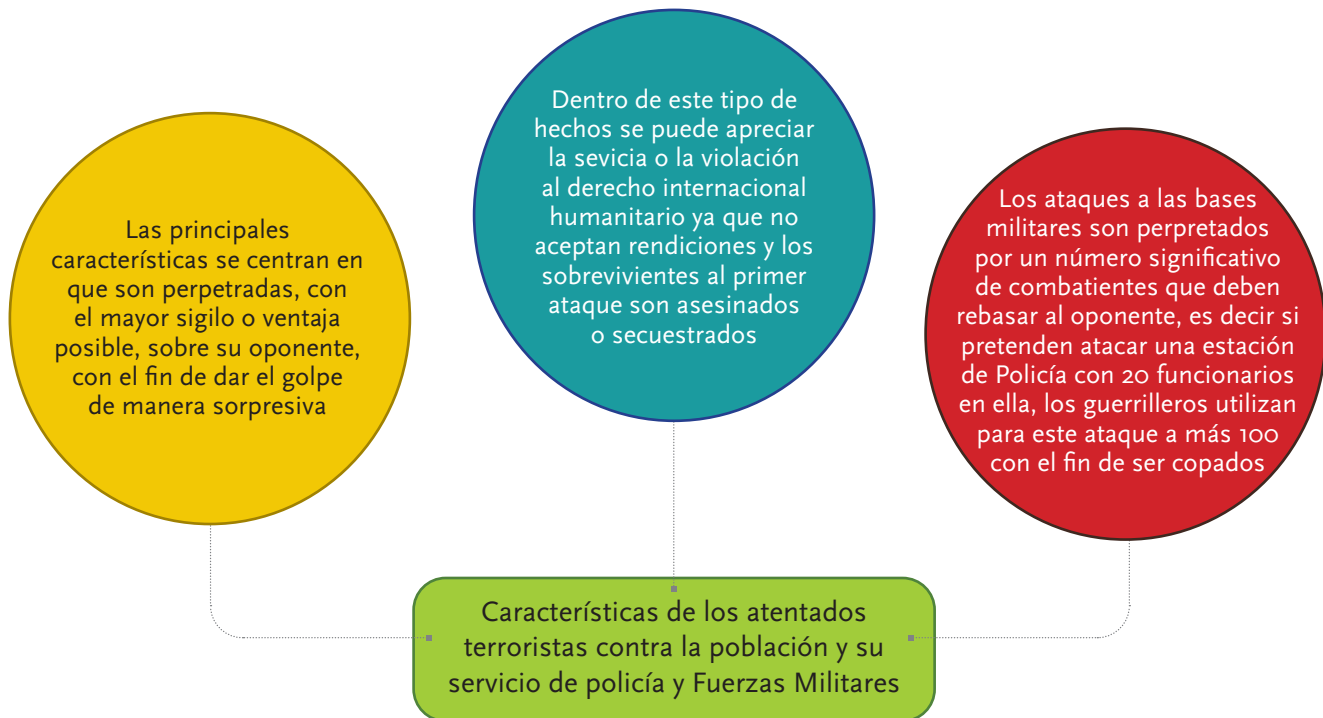 Las principales
características se centran en
que son perpetradas, con
el mayor sigilo o ventaja
posible, sobre su oponente,
con el fin de dar el golpe
de manera sorpresiva
Dentro de este tipo de
hechos se puede apreciar
la sevicia o la violación
al derecho internacional
humanitario ya que no
aceptan rendiciones y los
sobrevivientes al primer
ataque son asesinados
o secuestrados
Los ataques a las bases
militares son perpretados
por un número significativo
de combatientes que deben
rebasar al oponente, es decir si
pretenden atacar una estación
de Policía con 20 funcionarios
en ella, los guerrilleros utilizan
para este ataque a más 100
con el fin de ser copados
Características de los atentados
terroristas contra la población y su
servicio de policía y Fuerzas Militares